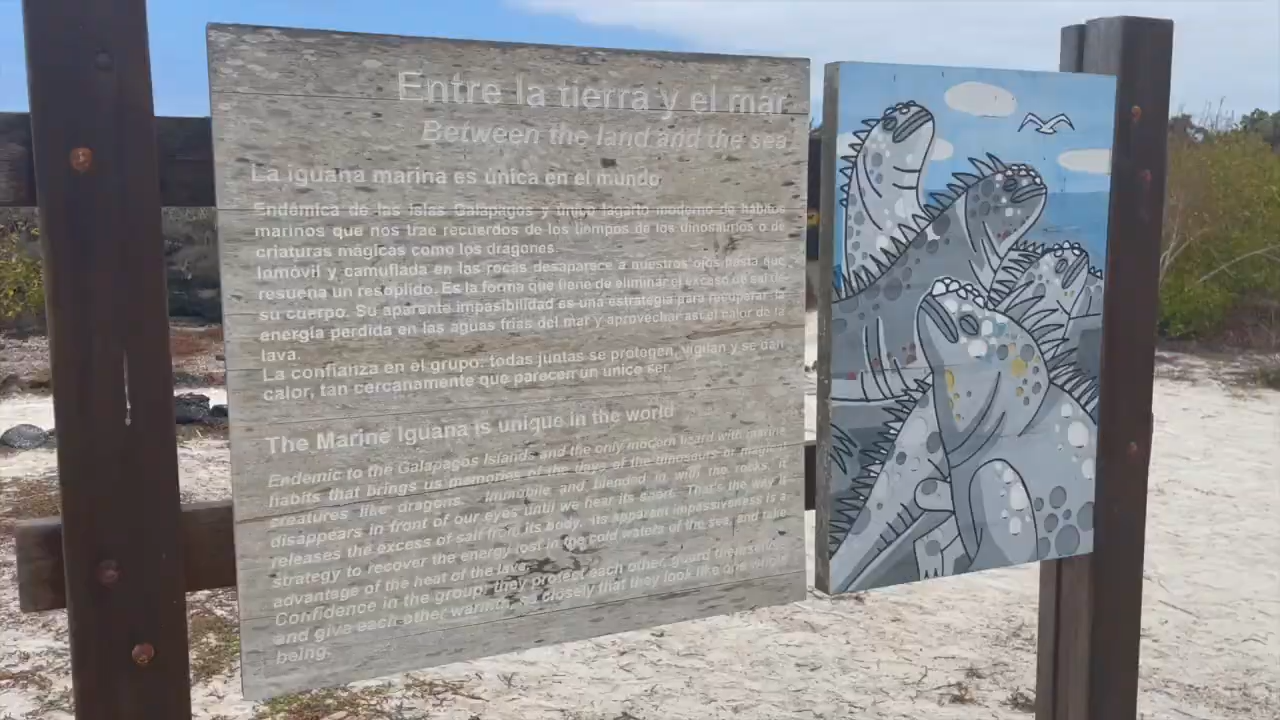 Entre la tierra y el mar
Between the land and the sea
La iguana marina es única en el mundo
Endémica de las Islas Galápagos y único lagarto moderno de hábitos
marinos que nos trae recuerdos de los tiempos de los dinosaurios o de
criaturas mágicas como los dragones.
Inmóvil y camuflada en las rocas desaparece a nuestros ojos hasta que
resuena un resoplido. Es la forma que tiene de eliminar el exceso de sal de
su cuerpo. Su aparente impasibilidad es una estrategia para recuperar la
energía perdida en las aguas frías del mar y aprovechar así el calor de la
lava.
La confianza en el grupo: todas juntas se protegen, vigilan y se dan
calor, tan cercanamente que parecen un único ser.
The Marine Iguana is unique in the world
Endemic to the Galapagos Islands and the only modern lizard with marine
habits that brings us memories of the days of the dinosaurs or magical
creatures like dragons. Immobile and blended in with the rocks, it
disappears in front of our eyes until we hear its snort. That's the way it
releases the excess of salt from its body. Its apparent impassiveness is a
strategy to recover the energy lost in the cold waters of the sea, and take
advantage of the heat of the lava.
Confidence in the group: they protect each other, guard themselves
and give each other warmth, so closely that they look like one single
being.